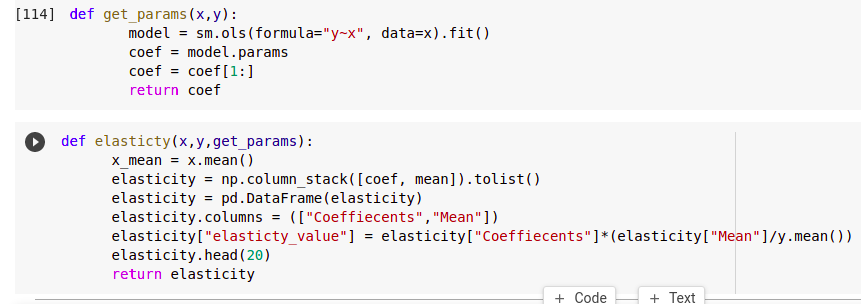 [114] def get_params(x,y):
model = sm.ols(formula="y~x", data=x).fit()
coef = model.params
coef = coef[1:]
return coef
def elasticty(x,y,get_params):
x_mean = x.mean()
elasticity = np.column_stack([coef, mean]).tolist()
elasticity = pd.DataFrame(elasticity)
elasticity.columns = (["Coeffiecents","Mean"])
elasticity["elasticty_value"] = elasticity["Coeffiecents"]*(elasticity["Mean"]/y.mean())
elasticity.head(20)
return elasticity
+ Code + Text